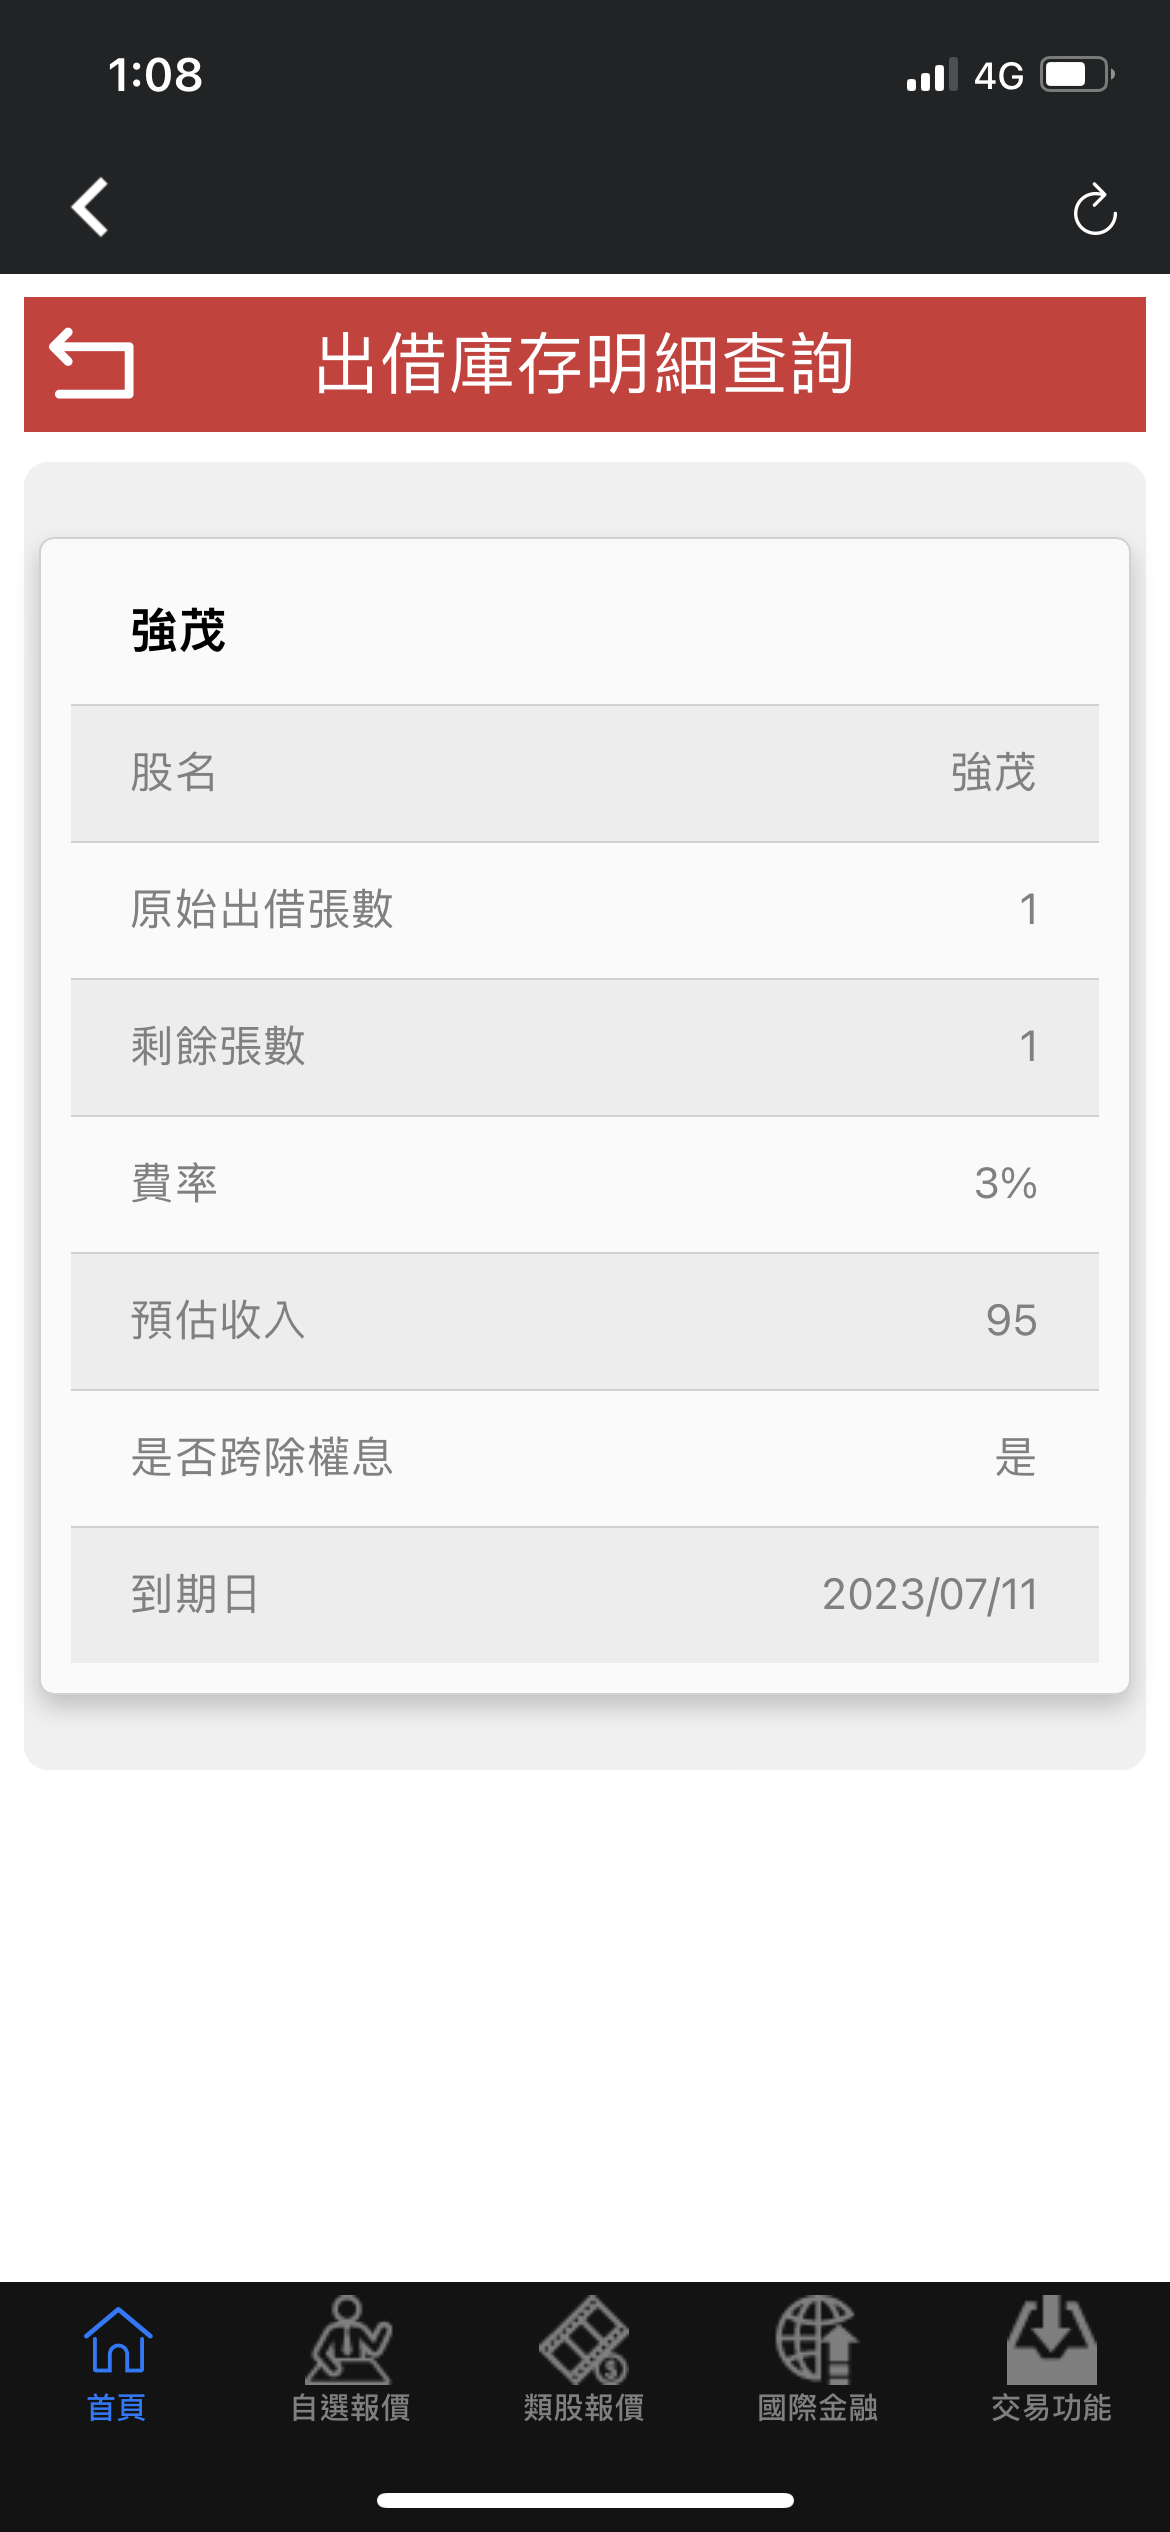 1:08 4G
出借庫存明細查詢
強茂
股名 強茂
原始出借張數 1
剩餘張數 1
費率 3%
預估收入 95
是否跨除權息 是
到期日 2023/07/11
首頁 自選報價 類股報價 國際金融 交易功能